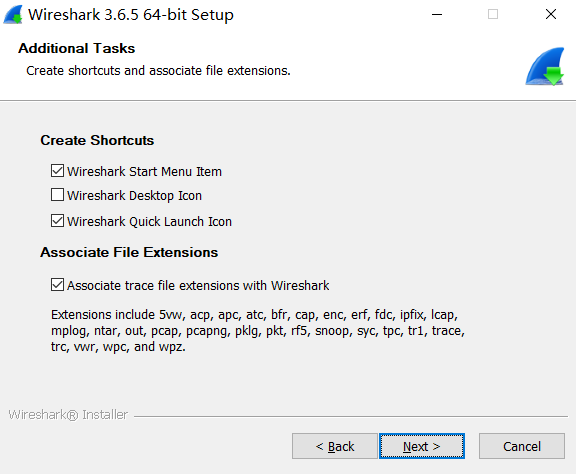 Wireshark 3.6.5 64-bit Setup
Additional Tasks
Create shortcuts and associate file extensions.
Create Shortcuts
Wireshark Start Menu Item
Wireshark Desktop Icon
Wireshark Quick Launch Icon
Associate File Extensions
Associate trace file extensions with Wireshark
Extensions include 5vw, acp, apc, atc, bfr, cap, enc, erf, fdc, ipfix, lcap,
mplog, ntar, out, pcap, pcapng, pklg, pkt, rf5, snoop, syc, tpc, tr1, trace,
trc, vwr, wpc, and wpz.
Wireshark® Installer
< Back
Next >
Cancel